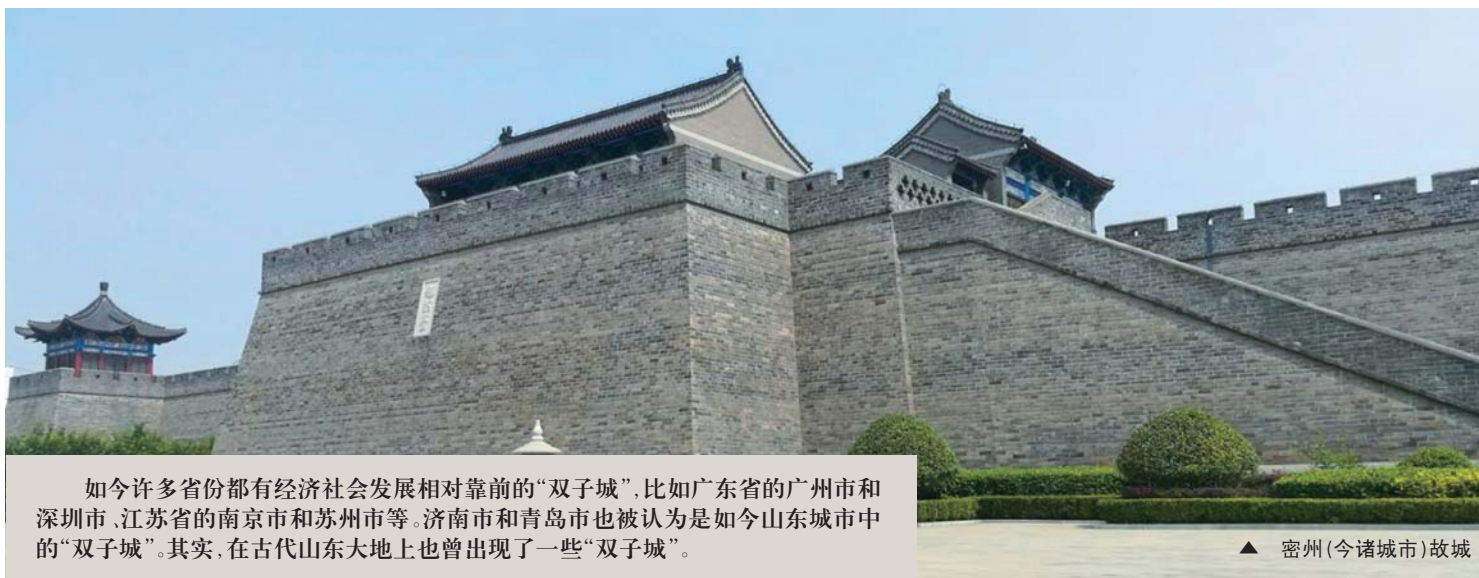 如今许多省份都有经济社会发展相对靠前的“双子城”,比如广东省的广州市和
深圳市、江苏省的南京市和苏州市等。济南市和青岛市也被认为是如今山东城市中
的“双子城”。其实,在古代山东大地上也曾出现了一些“双子城”。
▲ 密州(今诸城市)故城